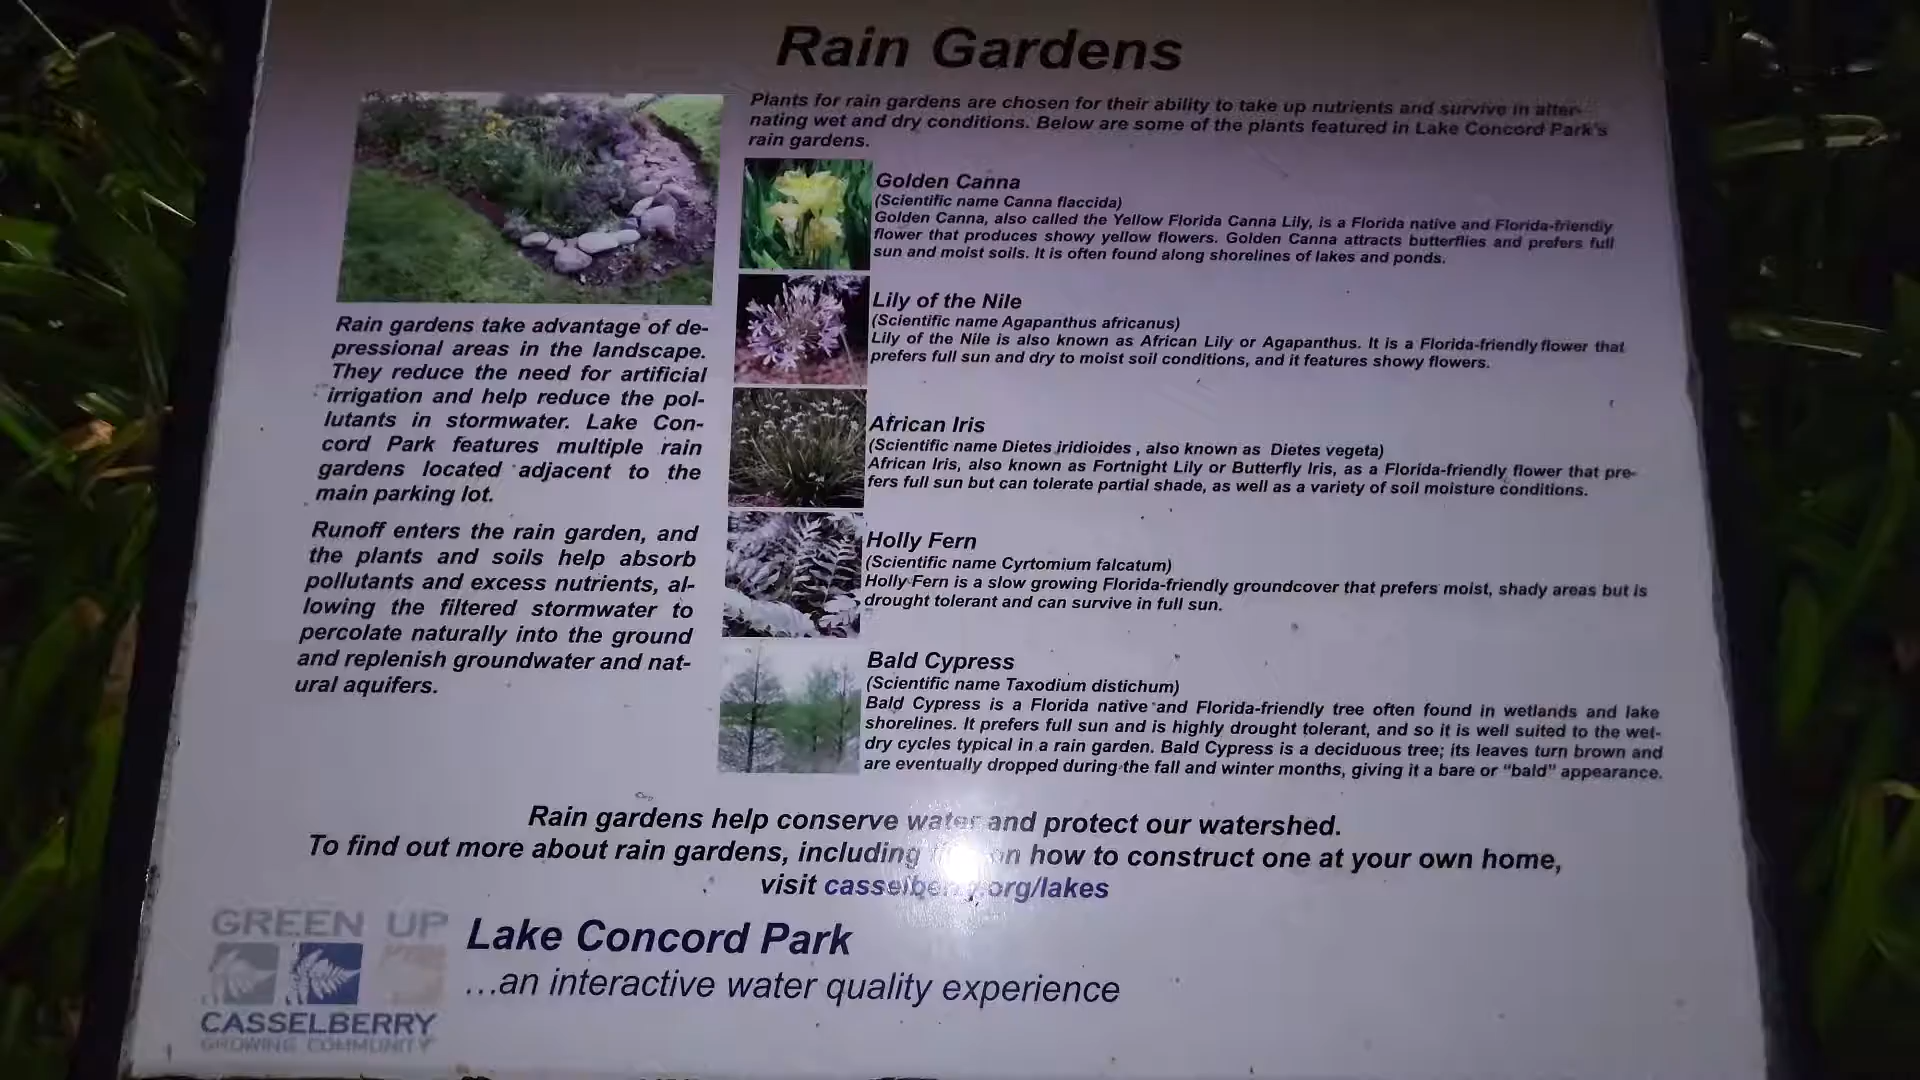 Rain Gardens
Plants for rain gardens are chosen for their ability to take up nutrients and survive in alter-
nating wet and dry conditions. Below are some of the plants featured in Lake Concord Park's
rain gardens.
Rain gardens take advantage of de-
pressional areas in the landscape.
They reduce the need for artificial
irrigation and help reduce the pol-
lutants in stormwater. Lake Con-
cord Park features multiple rain
gardens located adjacent to the
main parking lot.
Runoff enters the rain garden, and
the plants and soils help absorb
pollutants and excess nutrients, al-
lowing the filtered stormwater to
percolate naturally into the ground
and replenish groundwater and nat-
ural aquifers.
Golden Canna
(Scientific name Canna flaccida)
Golden Canna, also called the Yellow Florida Canna Lily, is a Florida native and Florida-friendly
flower that produces showy yellow flowers. Golden Canna attracts butterflies and prefers full
sun and moist soils. It is often found along shorelines of lakes and ponds.
Lily of the Nile
(Scientific name Agapanthus africanus)
Lily of the Nile is also known as African Lily or Agapanthus. It is a Florida-friendly flower that
prefers full sun and dry to moist soil conditions, and it features showy flowers.
African Iris
(Scientific name Dietes iridioides , also known as Dietes vegeta)
African Iris, also known as Fortnight Lily or Butterfly Iris, as a Florida-friendly flower that pre-
fers full sun but can tolerate partial shade, as well as a variety of soil moisture conditions.
Holly Fern
(Scientific name Cyrtomium falcatum)
Holly Fern is a slow growing Florida-friendly groundcover that prefers moist, shady areas but is
drought tolerant and can survive in full sun.
Bald Cypress
(Scientific name Taxodium distichum)
Bald Cypress is a Florida native and Florida-friendly tree often found in wetlands and lake
shorelines. It prefers full sun and is highly drought tolerant, and so it is well suited to the wet-
dry cycles typical in a rain garden. Bald Cypress is a deciduous tree; its leaves turn brown and
are eventually dropped during the fall and winter months, giving it a bare or "bald" appearance.
Rain gardens help conserve water and protect our watershed.
To find out more about rain gardens, including on how to construct one at your own home,
visit casselberry.org/lakes
GREEN UP
CASSELBERRY
GROWING COMMUNITY
Lake Concord Park
...an interactive water quality experience